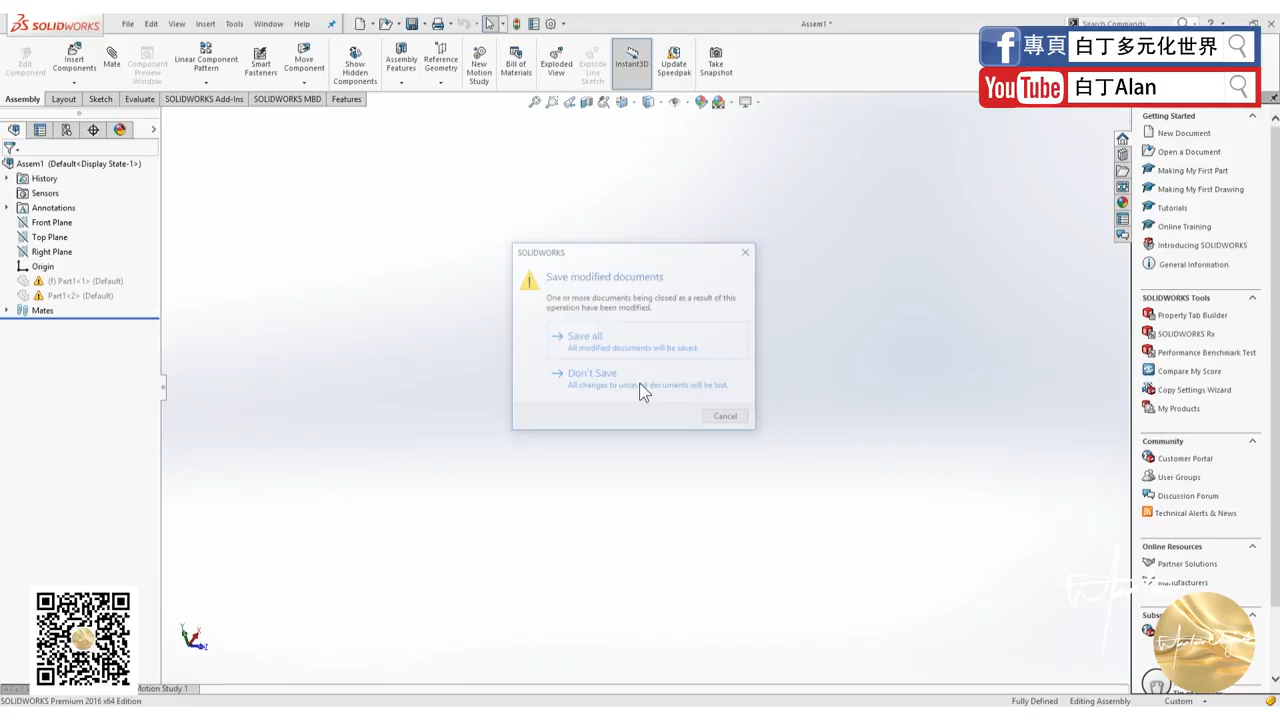 SOLIDWORKS
File Edit View Insert Tools Window Help
Assem1 *
Search Commands
Edit Component
Insert Components
Mate
Component Preview Window
Linear Component Pattern
Smart Fasteners
Move Component
Show Hidden Components
Assembly Features
Reference Geometry
New Motion Study
Bill of Materials
Exploded View
Explode Line Sketch
Instant3D
Update Speedpak
Take Snapshot
專頁 白丁多元化世界
YouTube 白丁Alan
Assembly Layout Sketch Evaluate SOLIDWORKS Add-Ins SOLIDWORKS MBD Features
Assem1 (Default<Display State-1>)
History
Sensors
Annotations
Front Plane
Top Plane
Right Plane
Origin
(f) Part1<1> (Default)
Part1<2> (Default)
Mates
SOLIDWORKS
Save modified documents
One or more documents being closed as a result of this
operation have been modified.
Save all
All modified documents will be saved.
Don't Save
All changes to unsaved documents will be lost.
Cancel
Getting Started
New Document
Open a Document
Making My First Part
Making My First Drawing
Tutorials
Online Training
Introducing SOLIDWORKS
General Information
SOLIDWORKS Tools
Property Tab Builder
SOLIDWORKS Rx
Performance Benchmark Test
Compare My Score
Copy Settings Wizard
My Products
Community
Customer Portal
User Groups
Discussion Forum
Technical Alerts & News
Online Resources
Partner Solutions
Manufacturers
Motion Study 1
SOLIDWORKS Premium 2016 x64 Edition
Fully Defined Editing Assembly Custom